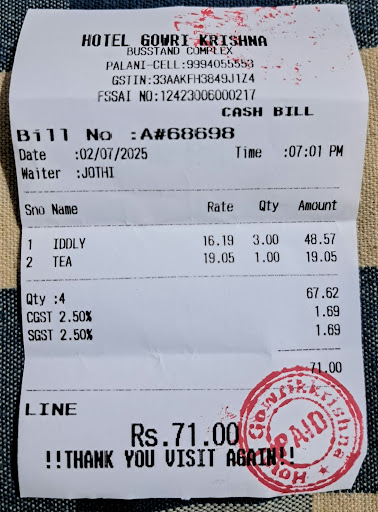 HOTEL GOWRI KRISHNA
BUSSTAND COMPLEX
PALANI-CELL:9994055553
GSTIN:33AAKFH3849J1Z4
FSSAI NO:12423006000217
CASH BILL
Bill No :A#68698
Date :02/07/2025 Time :07:01 PM
Waiter :JOTHI
Sno Name Rate Qty Amount
1 IDDLY 16.19 3.00 48.57
2 TEA 19.05 1.00 19.05
Qty :4 67.62
CGST 2.50% 1.69
SGST 2.50% 1.69
71.00
LINE
Rs.71.00
!!THANK YOU VISIT AGAIN!!
Gowrikkrishna
PAID
Hotel